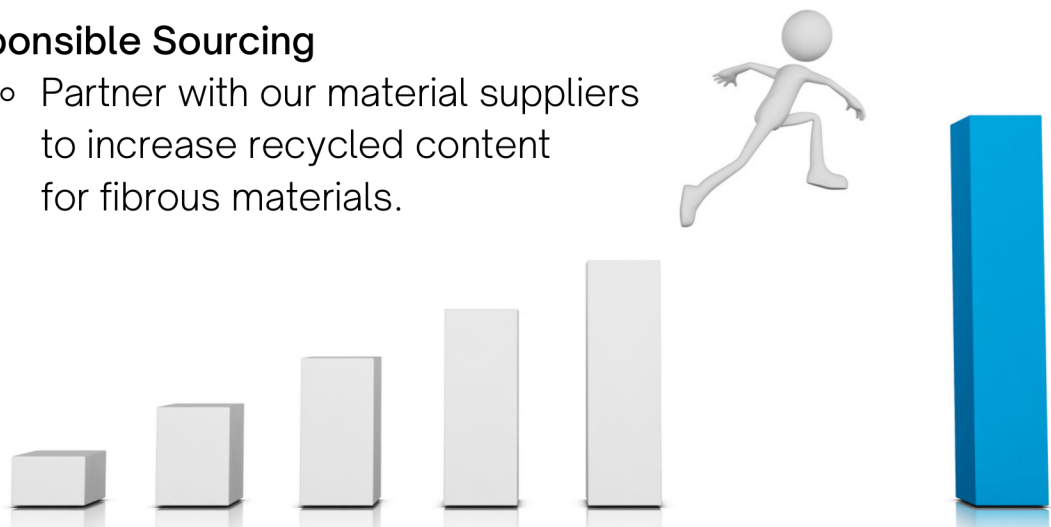 ponsible Sourcing
Partner with our material suppliers
to increase recycled content
for fibrous materials.